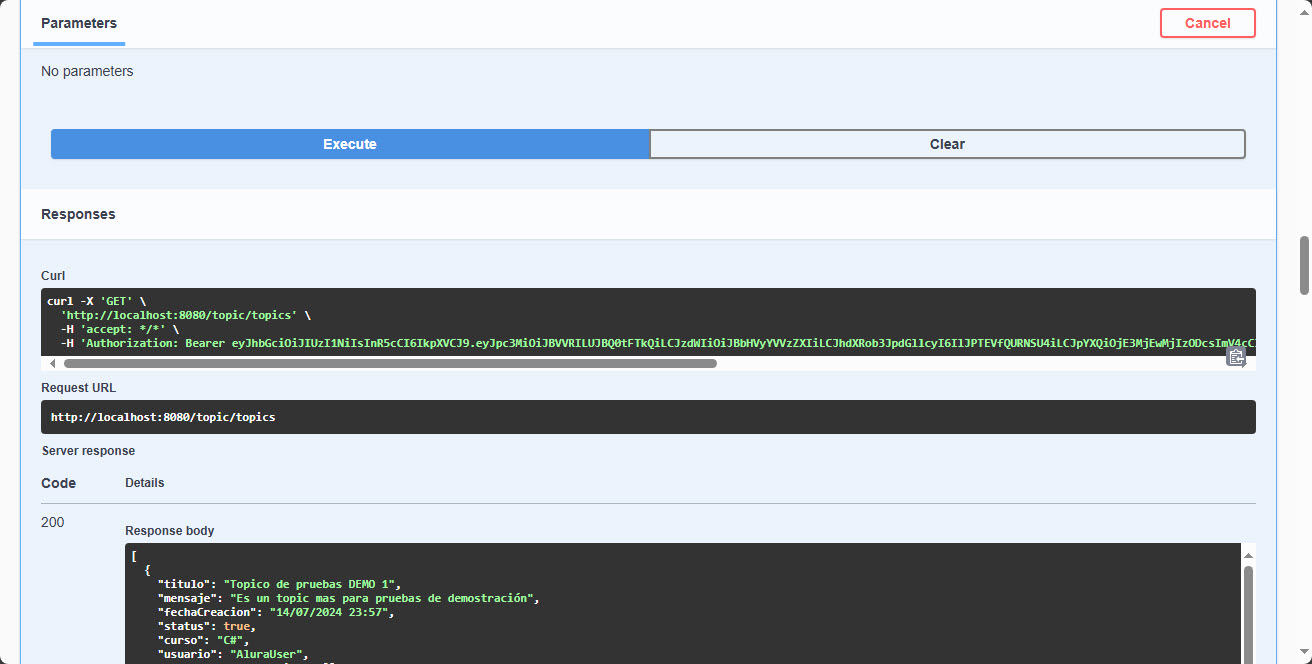 Parameters
Cancel
No parameters
Execute
Clear
Responses
Curl
curl -X 'GET' \
'http://localhost:8080/topic/topics' \
-H 'accept: */*' \
-H 'Authorization: Bearer
Request URL
http://localhost:8080/topic/topics
Server response
Code
Details
200
Response body
[
{
"titulo": "Topico de pruebas DEMO 1",
"mensaje": "Es un topic mas para pruebas de demostración",
"fechaCreacion": "14/07/2024 23:57",
"status": true,
"curso": "C#",
"usuario": "AluraUser",